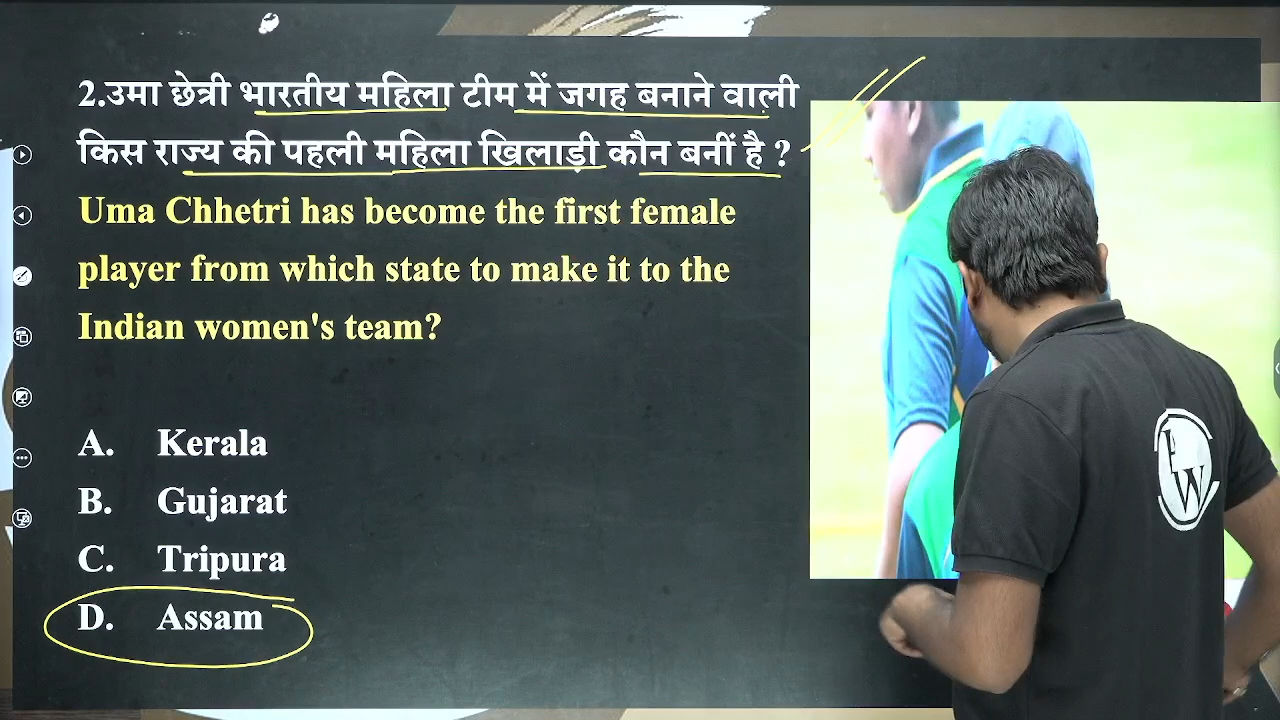 2.उमा छेत्री भारतीय महिला टीम में जगह बनाने वाली
किस राज्य की पहली महिला खिलाड़ी कौन बनीं है ?
Uma Chhetri has become the first female
player from which state to make it to the
Indian women's team?
A. Kerala
B. Gujarat
C. Tripura
D. Assam
P
W